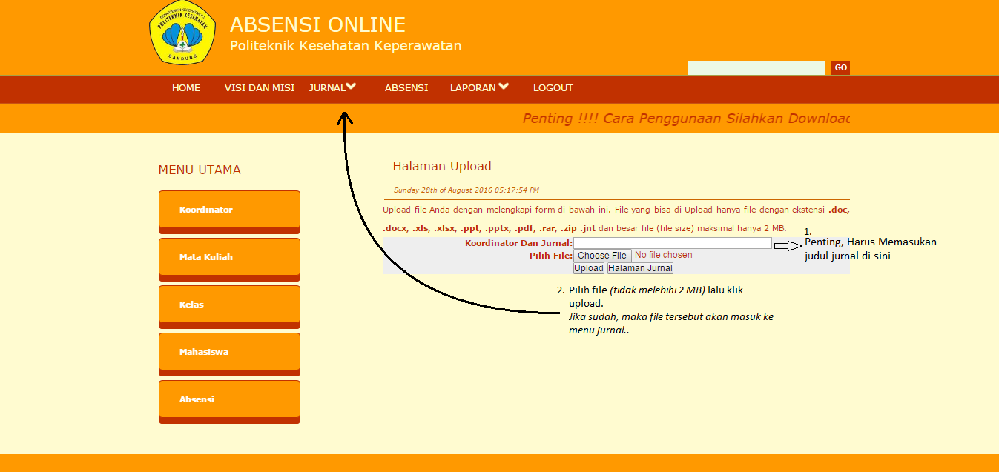 DEPARTEMEN KESEHATAN R.I.
POLITEKNIK KESEHATAN
BANDUNG
ABSENSI ONLINE
Politeknik Kesehatan Keperawatan
GO
HOME VISI DAN MISI JURNAL ABSENSI LAPORAN LOGOUT
Penting !!!! Cara Penggunaan Silahkan Download
MENU UTAMA
Koordinator
Mata Kuliah
Kelas
Mahasiswa
Absensi
Halaman Upload
Sunday 28th of August 2016 05:17:54 PM
Upload file Anda dengan melengkapi form di bawah ini. File yang bisa di Upload hanya file dengan ekstensi .doc,
.docx, .xls, .xlsx, .ppt, .pptx, .pdf, .rar, .zip .jnt dan besar file (file size) maksimal hanya 2 MB.
Koordinator Dan Jurnal:
Pilih File: Choose File No file chosen
Upload Halaman Jurnal
1.
Penting, Harus Memasukan
judul jurnal di sini
2. Pilih file (tidak melebihi 2 MB) lalu klik
upload.
Jika sudah, maka file tersebut akan masuk ke
menu jurnal..